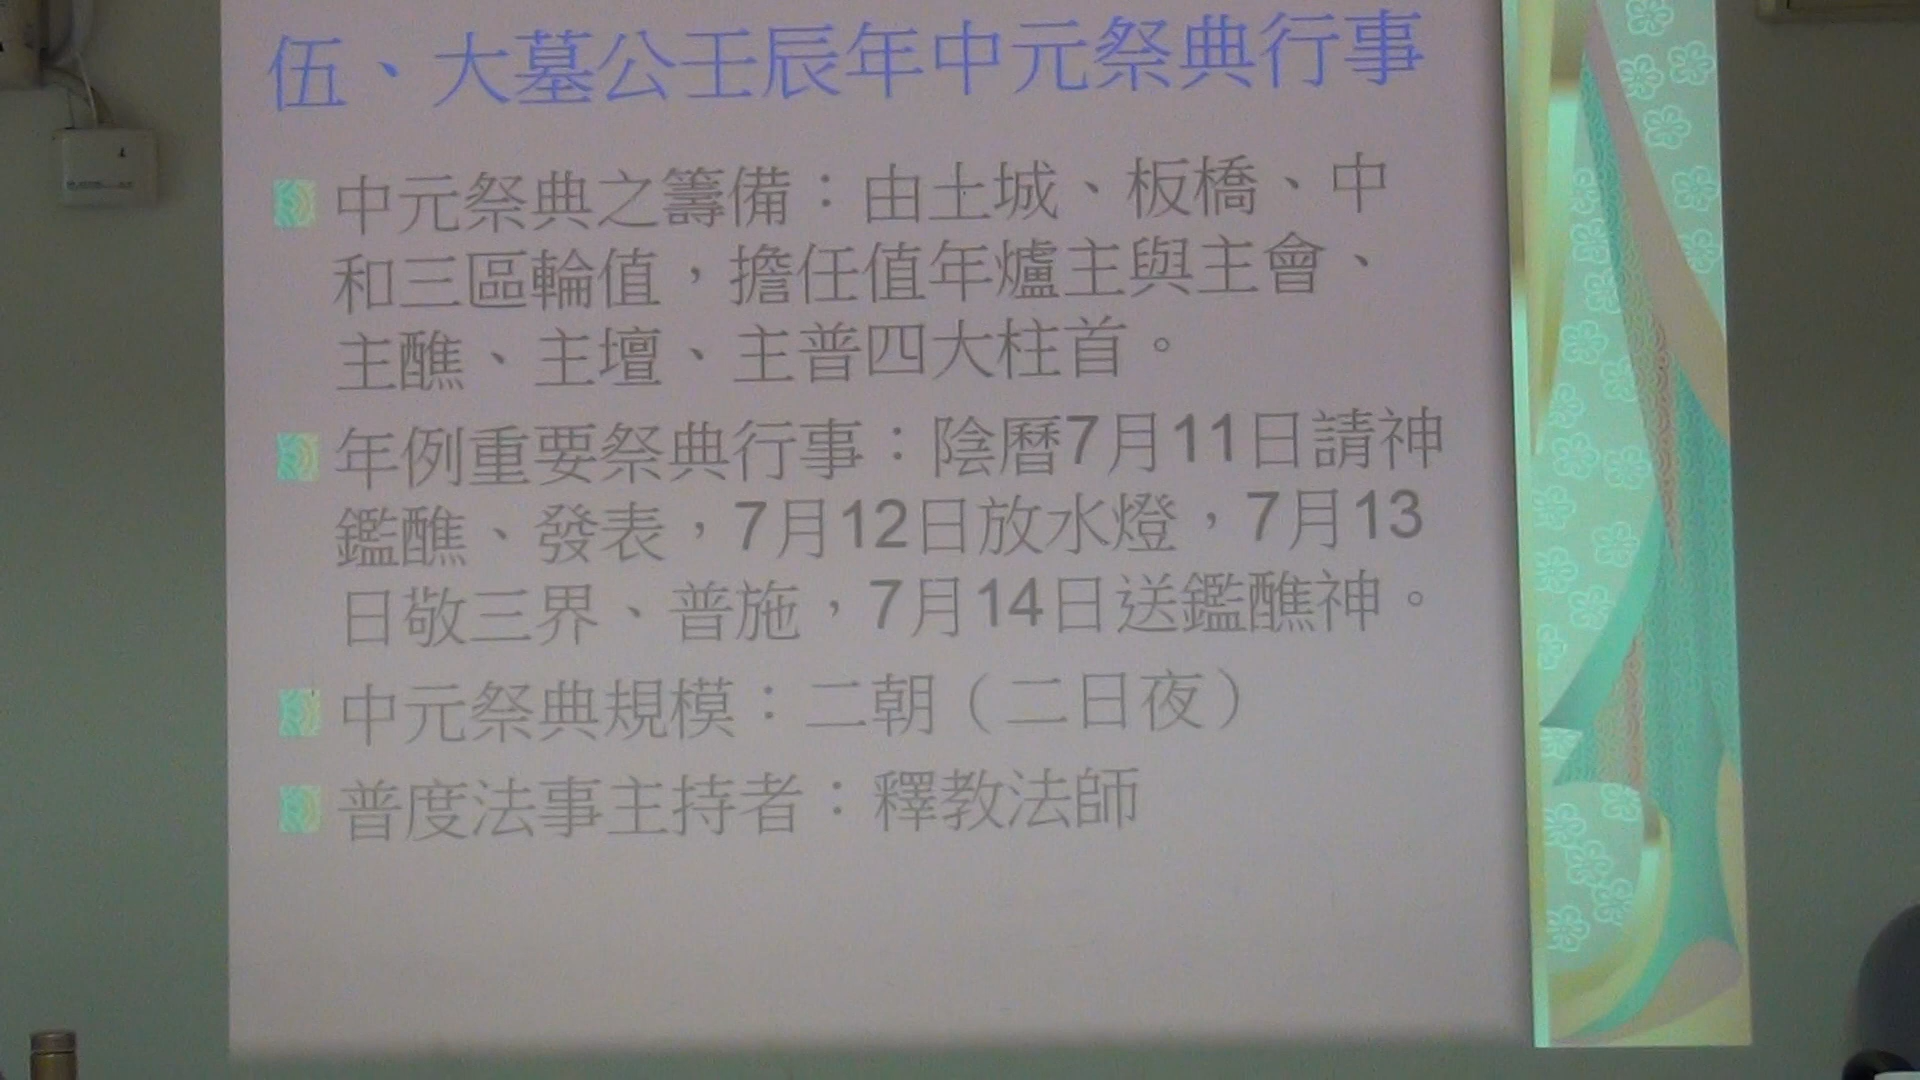 伍、大墓公壬辰年中元祭典行事
中元祭典之籌備：由土城、板橋、中
和三區輪值，擔任值年爐主與主會、
主醮、主壇、主普四大柱首。
年例重要祭典行事：陰曆7月11日請神
鑑醮、發表，7月12日放水燈，7月13
日敬三界、普施，7月14日送鑑醮神。
中元祭典規模：二朝（二日夜）
普度法事主持者：釋教法師